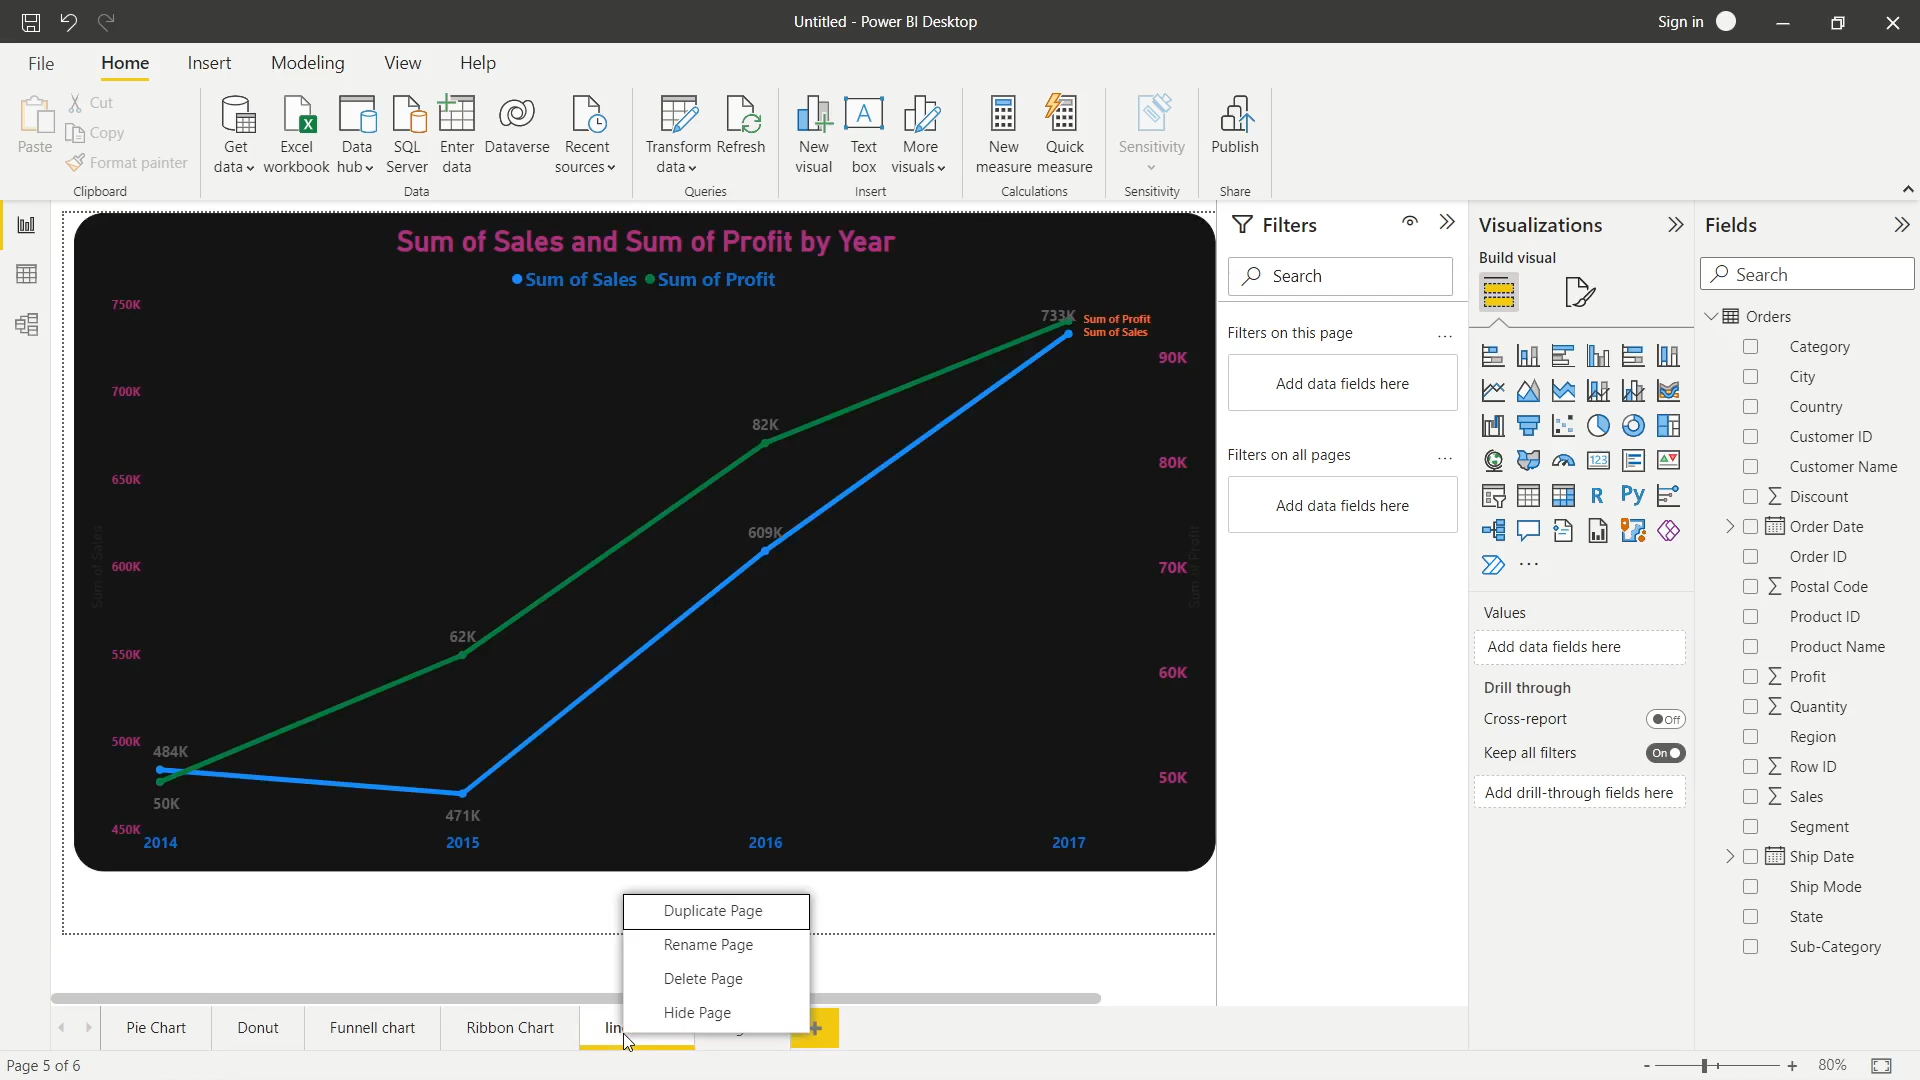 Untitled - Power BI Desktop
Sign in
File Home Insert Modeling View Help
Paste
Cut
Copy
Format painter
Clipboard
Get data
Excel workbook
Data hub
SQL Server
Enter data
Dataverse
Recent sources
Data
Transform data
Refresh
Queries
New visual
Text box
More visuals
Insert
New measure
Quick measure
Calculations
Sensitivity
Sensitivity
Publish
Share
Sum of Sales and Sum of Profit by Year
Sum of Sales Sum of Profit
750K
700K
650K
600K
550K
500K
450K
Sum of Sales
733K
Sum of Profit
Sum of Sales
82K
609K
62K
484K
50K
471K
90K
80K
70K
60K
50K
Sum of Profit
2014 2015 2016 2017
Filters
Search
Filters on this page
...
Add data fields here
Filters on all pages
...
Add data fields here
Visualizations
Build visual
123
R
Py
...
Values
Add data fields here
Drill through
Cross-report
Off
Keep all filters
On
Add drill-through fields here
Fields
Search
Orders
Category
City
Country
Customer ID
Customer Name
Discount
Order Date
Order ID
Postal Code
Product ID
Product Name
Profit
Quantity
Region
Row ID
Sales
Segment
Ship Date
Ship Mode
State
Sub-Category
Duplicate Page
Rename Page
Delete Page
Hide Page
Pie Chart Donut Funnell chart Ribbon Chart
Page 5 of 6
80%